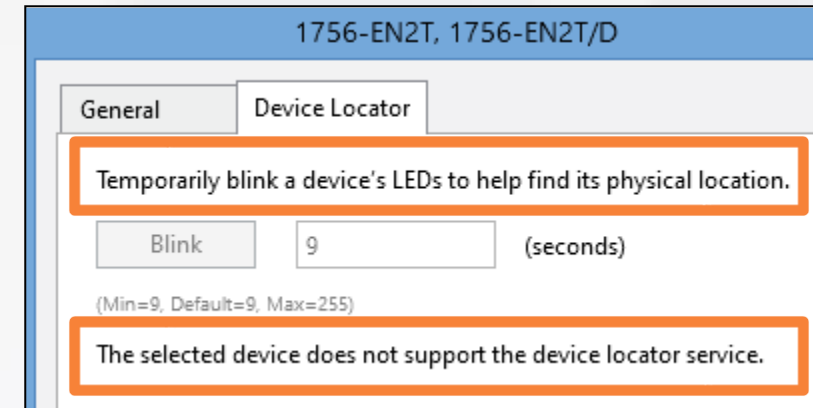 1756-EN2T, 1756-EN2T/D
General
Device Locator
Temporarily blink a device's LEDs to help find its physical location.
Blink
9
(seconds)
(Min=9, Default=9, Max=255)
The selected device does not support the device locator service.